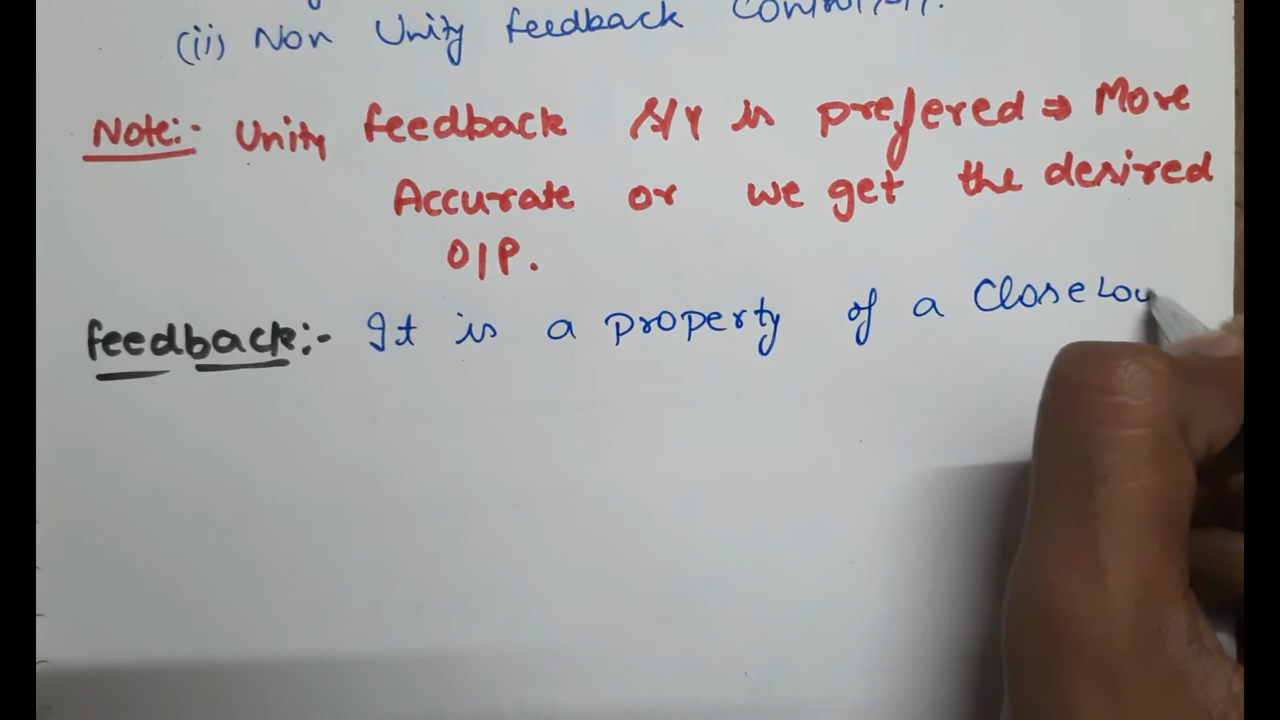 (ii) Non Unity feedback
Note:- Unity feedback S/Y is prefered ⇒ More
Accurate or we get the desired
O/P.
feedback:- It is a property of a Close Loo